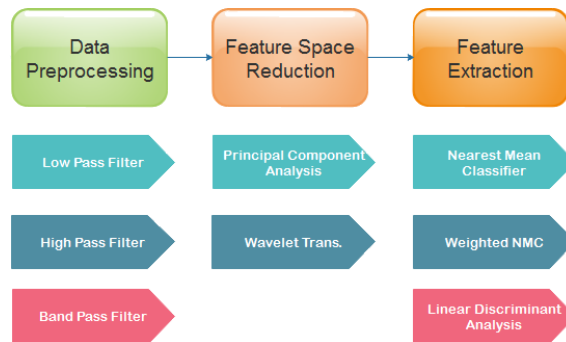 Data
Preprocessing
Feature Space
Reduction
Feature
Extraction
Low Pass Filter
Principal Component
Analysis
Nearest Mean
Classifier
High Pass Filter
Wavelet Trans.
Weighted NMC
Band Pass Filter
Linear Discriminant
Analysis